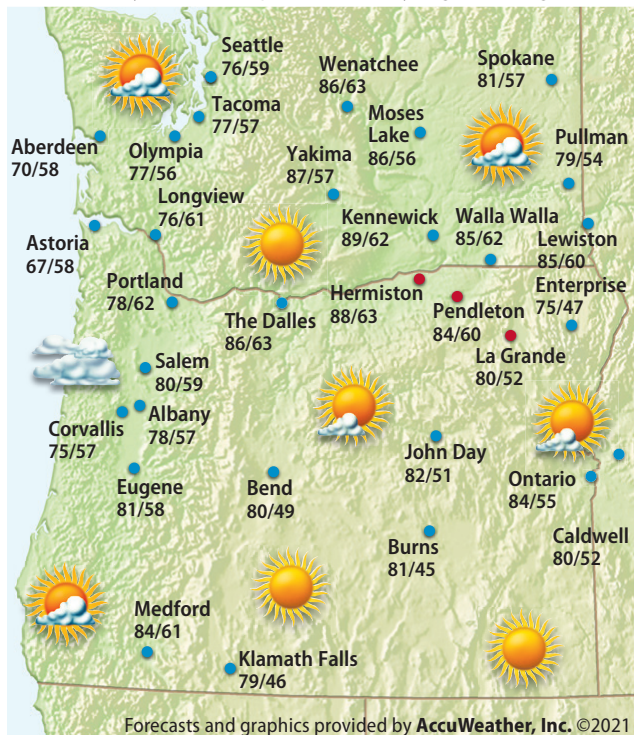 Seattle
76/59
Spokane
81/57
Wenatchee
86/63
Tacoma
77/57
Moses
Lake
86/56
Aberdeen
70/58
Olympia
77/56
Yakima
87/57
Pullman
79/54
Longview
76/61
Kennewick
89/62
Walla Walla
85/62
Lewiston
85/60
Astoria
67/58
Portland
78/62
The Dalles
86/63
Hermiston
88/63
Pendleton
84/60
Enterprise
75/47
La Grande
80/52
Salem
80/59
Albany
78/57
Corvallis
75/57
Eugene
81/58
Bend
80/49
John Day
82/51
Ontario
84/55
Caldwell
80/52
Burns
81/45
Medford
84/61
Klamath Falls
79/46
Forecasts and graphics provided by AccuWeather, Inc. ©2021